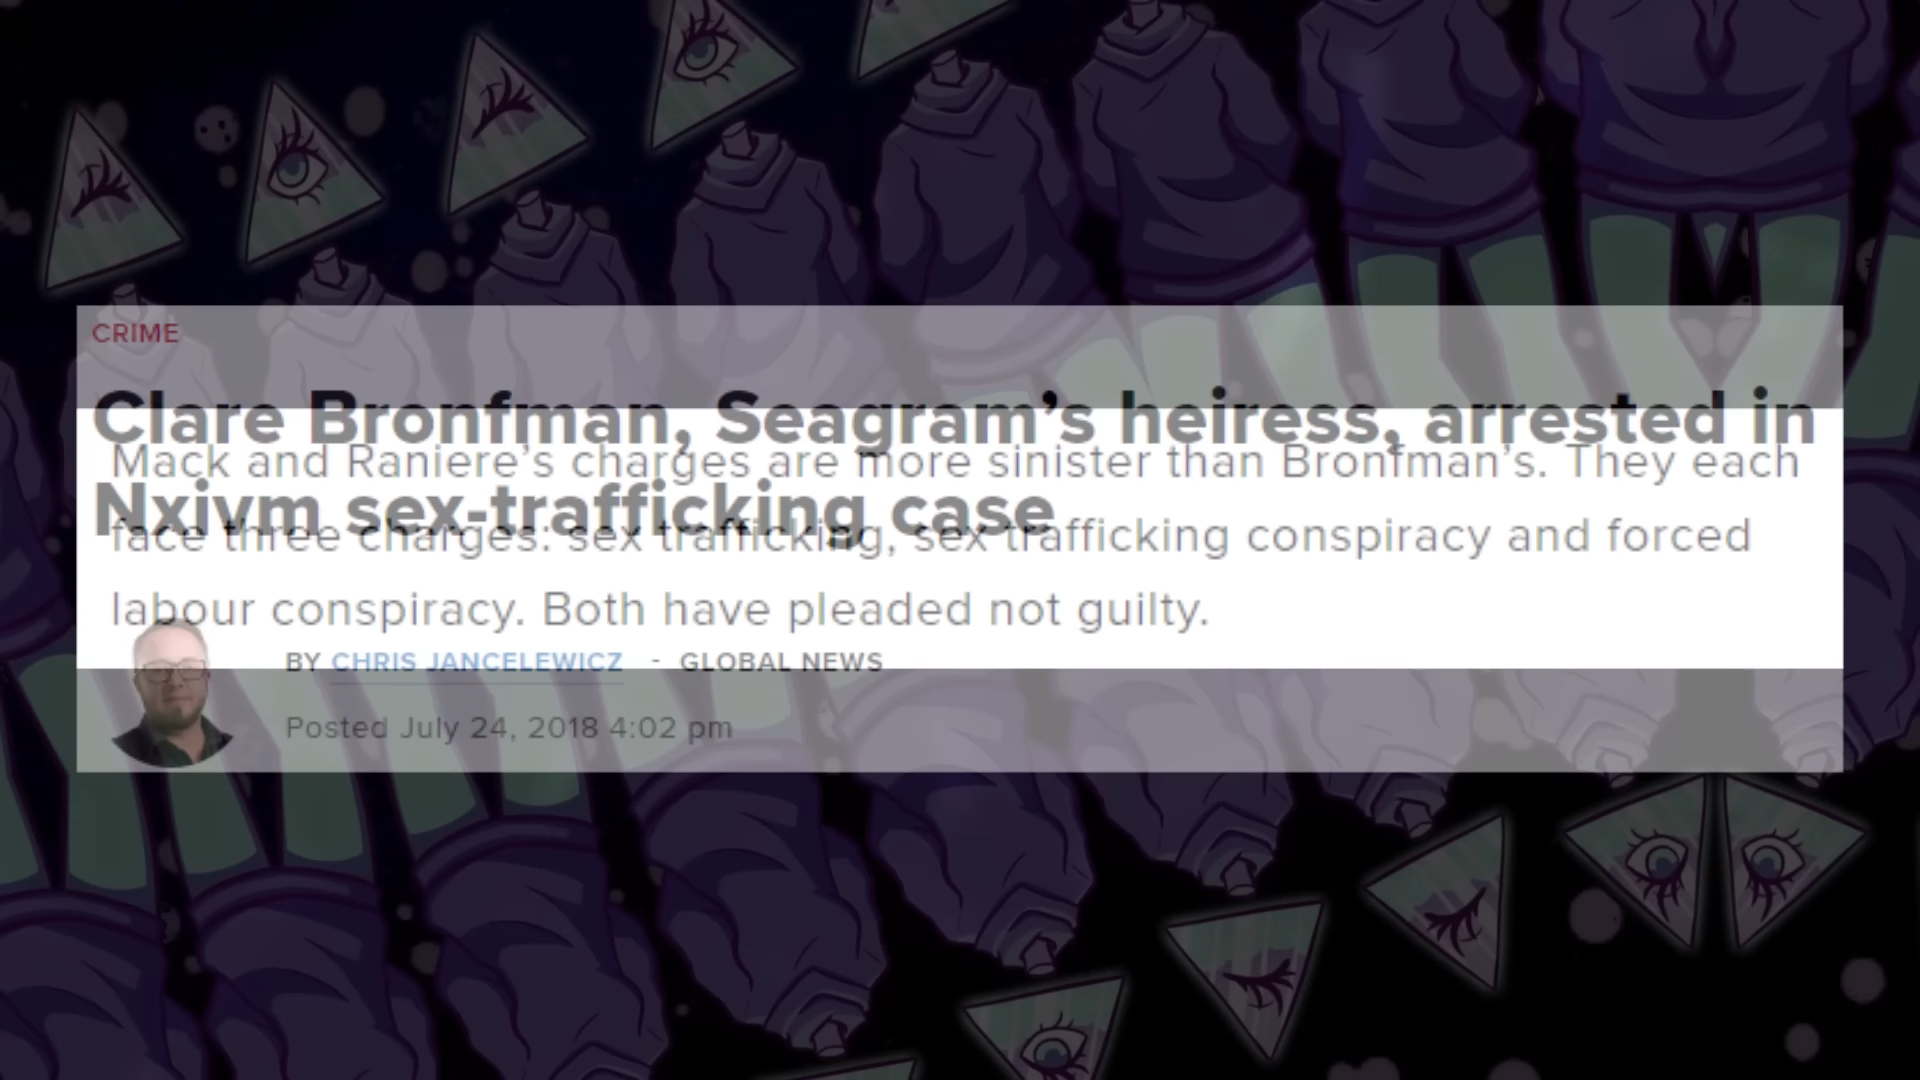 CRIME
Clare Bronfman, Seagram's heiress, arrested in
Nxivm sex-trafficking case
Mack and Raniere's charges are more sinister than Bronfman's. They each
face three charges: sex trafficking, sex trafficking conspiracy and forced
labour conspiracy. Both have pleaded not guilty.
BY CHRIS JANCELEWICZ - GLOBAL NEWS
Posted July 24, 2018 4:02 pm